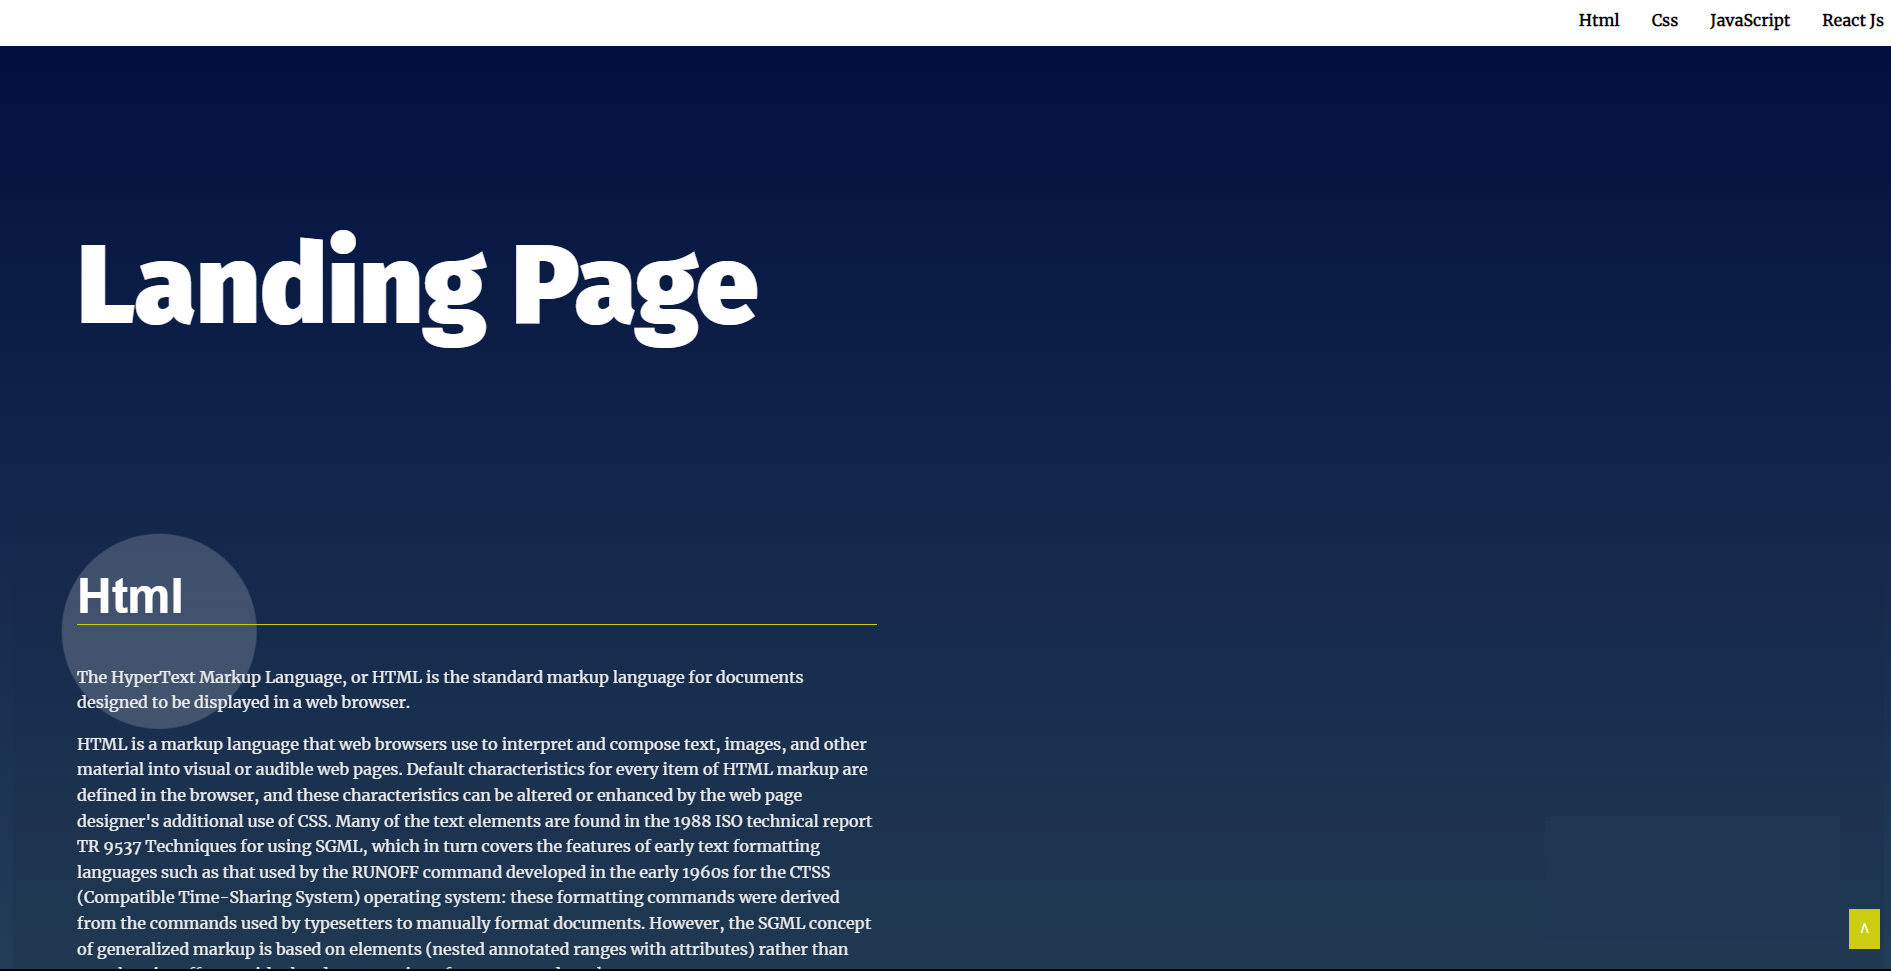 Html Css JavaScript React Js
Landing Page
Html
The HyperText Markup Language, or HTML is the standard markup language for documents
designed to be displayed in a web browser.
HTML is a markup language that web browsers use to interpret and compose text, images, and other
material into visual or audible web pages. Default characteristics for every item of HTML markup are
defined in the browser, and these characteristics can be altered or enhanced by the web page
designer's additional use of CSS. Many of the text elements are found in the 1988 ISO technical report
TR 9537 Techniques for using SGML, which in turn covers the features of early text formatting
languages such as that used by the RUNOFF command developed in the early 1960s for the CTSS
(Compatible Time-Sharing System) operating system: these formatting commands were derived
from the commands used by typesetters to manually format documents. However, the SGML concept
of generalized markup is based on elements (nested annotated ranges with attributes) rather than